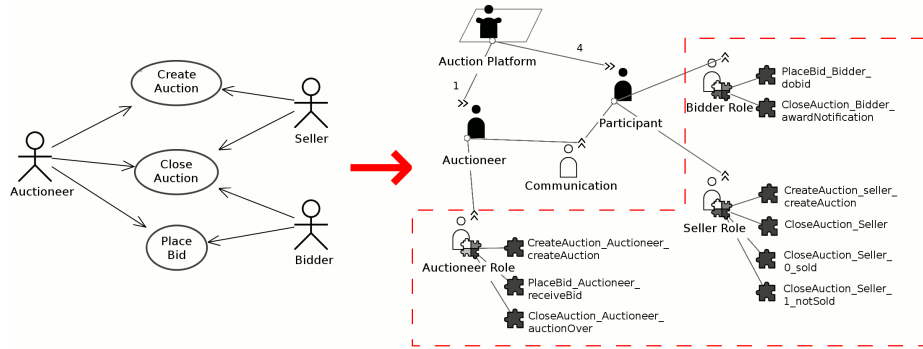 Create
Auction
Seller
Auctioneer
Close
Auction
Place
Bid
Bidder
Auction Platform
4
1
Auctioneer
Participant
Communication
Bidder Role
PlaceBid_Bidder_
dobid
CloseAuction_Bidder_
awardNotification
Seller Role
CreateAuction_seller_
createAuction
CloseAuction_Seller
CloseAuction_Seller_
0_sold
CloseAuction_Seller_
1_notSold
Auctioneer Role
CreateAuction_Auctioneer_
createAuction
PlaceBid_Auctioneer_
receiveBid
CloseAuction_Auctioneer_
auctionOver